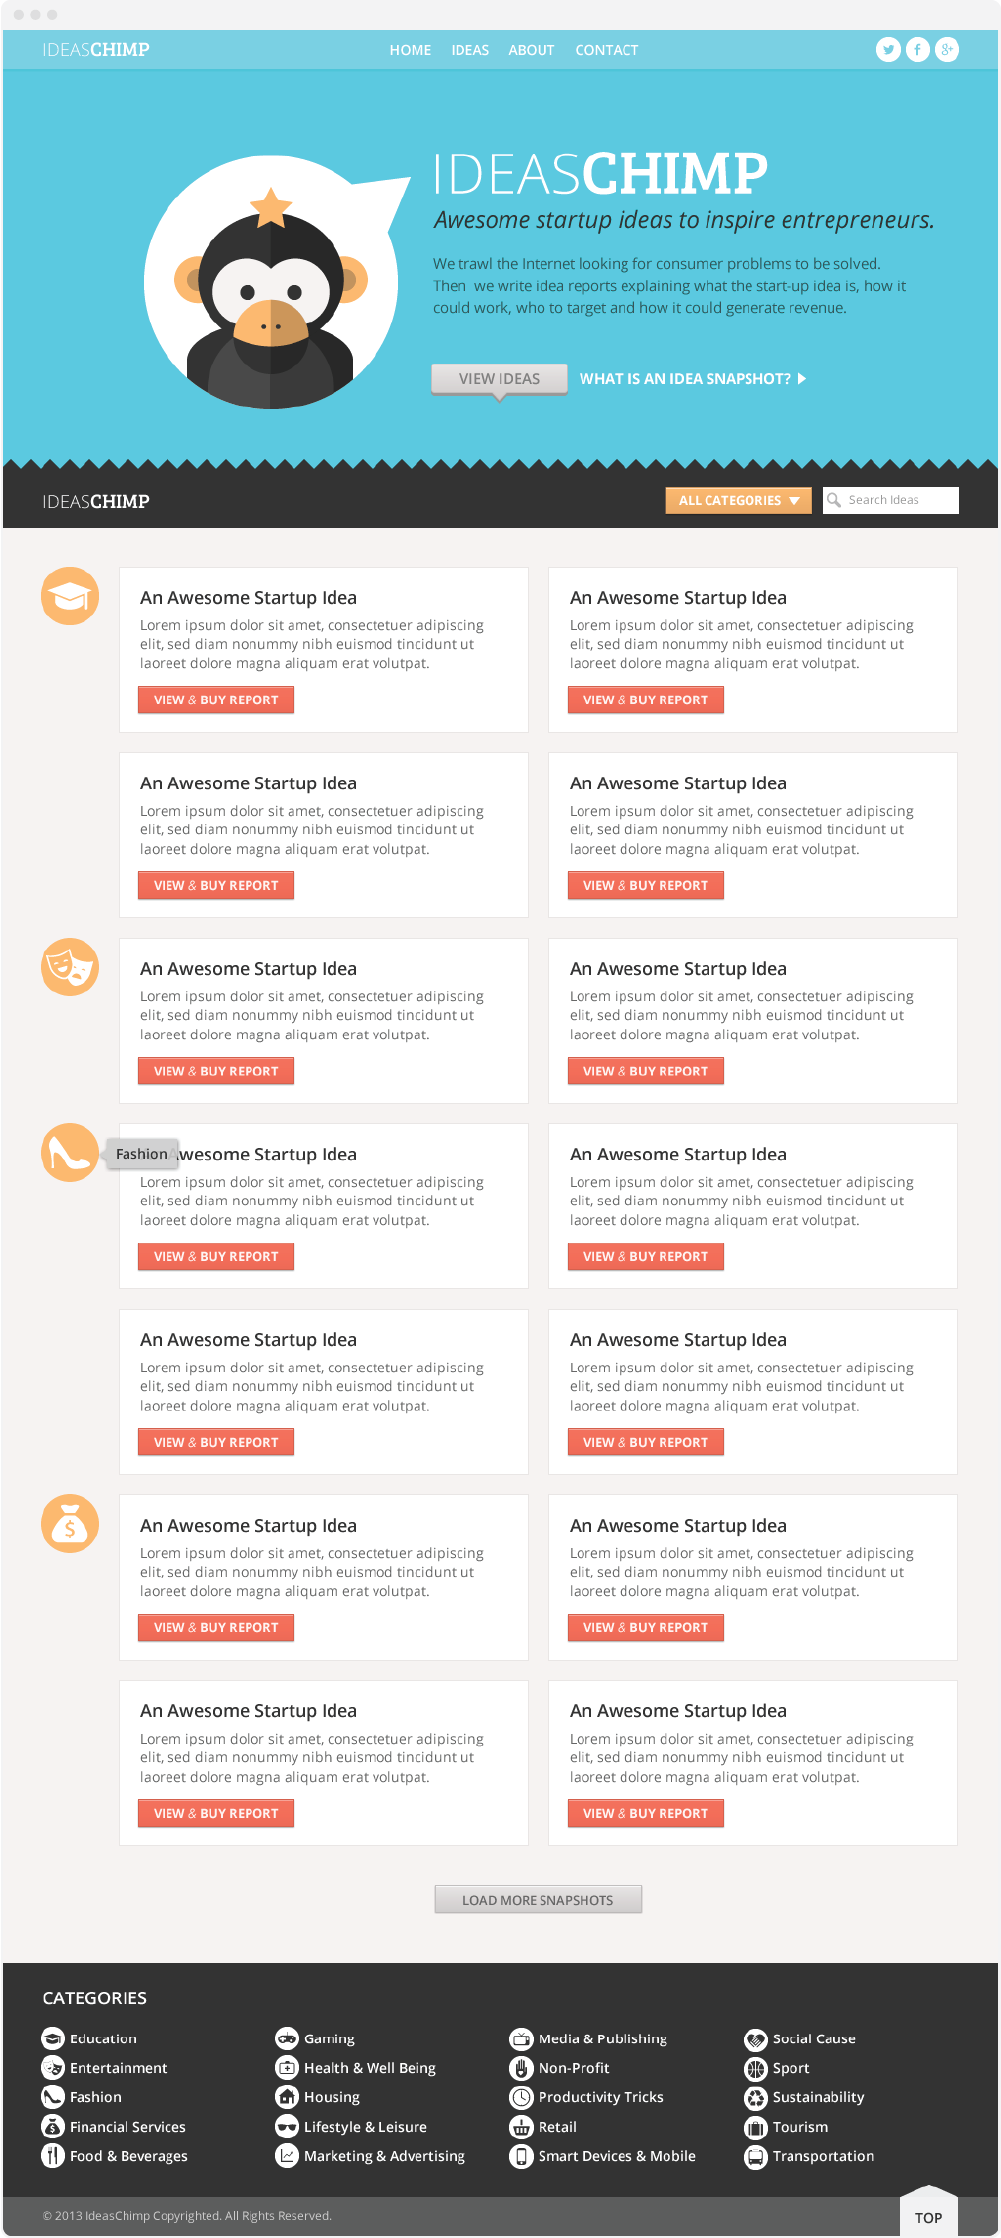 IDEASCHIMP
HOME IDEAS ABOUT CONTACT
IDEASCHIMP
Awesome startup ideas to inspire entrepreneurs.
We trawl the Internet looking for consumer problems to be solved.
Then we write idea reports explaining what the start-up idea is, how it
could work, who to target and how it could generate revenue.
VIEW IDEAS WHAT IS AN IDEA SNAPSHOT?
IDEASCHIMP
ALL CATEGORIES
Search Ideas
An Awesome Startup Idea
Lorem ipsum dolor sit amet, consectetuer adipiscing
elit, sed diam nonummy nibh euismod tincidunt ut
laoreet dolore magna aliquam erat volutpat.
VIEW & BUY REPORT
An Awesome Startup Idea
Lorem ipsum dolor sit amet, consectetuer adipiscing
elit, sed diam nonummy nibh euismod tincidunt ut
laoreet dolore magna aliquam erat volutpat.
VIEW & BUY REPORT
An Awesome Startup Idea
Lorem ipsum dolor sit amet, consectetuer adipiscing
elit, sed diam nonummy nibh euismod tincidunt ut
laoreet dolore magna aliquam erat volutpat.
VIEW & BUY REPORT
An Awesome Startup Idea
Lorem ipsum dolor sit amet, consectetuer adipiscing
elit, sed diam nonummy nibh euismod tincidunt ut
laoreet dolore magna aliquam erat volutpat.
VIEW & BUY REPORT
An Awesome Startup Idea
Lorem ipsum dolor sit amet, consectetuer adipiscing
elit, sed diam nonummy nibh euismod tincidunt ut
laoreet dolore magna aliquam erat volutpat.
VIEW & BUY REPORT
An Awesome Startup Idea
Lorem ipsum dolor sit amet, consectetuer adipiscing
elit, sed diam nonummy nibh euismod tincidunt ut
laoreet dolore magna aliquam erat volutpat.
VIEW & BUY REPORT
Fashion
Awesome Startup Idea
Lorem ipsum dolor sit amet, consectetuer adipiscing
elit, sed diam nonummy nibh euismod tincidunt ut
laoreet dolore magna aliquam erat volutpat.
VIEW & BUY REPORT
An Awesome Startup Idea
Lorem ipsum dolor sit amet, consectetuer adipiscing
elit, sed diam nonummy nibh euismod tincidunt ut
laoreet dolore magna aliquam erat volutpat.
VIEW & BUY REPORT
An Awesome Startup Idea
Lorem ipsum dolor sit amet, consectetuer adipiscing
elit, sed diam nonummy nibh euismod tincidunt ut
laoreet dolore magna aliquam erat volutpat.
VIEW & BUY REPORT
An Awesome Startup Idea
Lorem ipsum dolor sit amet, consectetuer adipiscing
elit, sed diam nonummy nibh euismod tincidunt ut
laoreet dolore magna aliquam erat volutpat.
VIEW & BUY REPORT
An Awesome Startup Idea
Lorem ipsum dolor sit amet, consectetuer adipiscing
elit, sed diam nonummy nibh euismod tincidunt ut
laoreet dolore magna aliquam erat volutpat.
VIEW & BUY REPORT
An Awesome Startup Idea
Lorem ipsum dolor sit amet, consectetuer adipiscing
elit, sed diam nonummy nibh euismod tincidunt ut
laoreet dolore magna aliquam erat volutpat.
VIEW & BUY REPORT
An Awesome Startup Idea
Lorem ipsum dolor sit amet, consectetuer adipiscing
elit, sed diam nonummy nibh euismod tincidunt ut
laoreet dolore magna aliquam erat volutpat.
VIEW & BUY REPORT
An Awesome Startup Idea
Lorem ipsum dolor sit amet, consectetuer adipiscing
elit, sed diam nonummy nibh euismod tincidunt ut
laoreet dolore magna aliquam erat volutpat.
VIEW & BUY REPORT
LOAD MORE SNAPSHOTS
CATEGORIES
Education
Entertainment
Fashion
Financial Services
Food & Beverages
Gaming
Health & Well Being
Housing
Lifestyle & Leisure
Marketing & Advertising
Media & Publishing
Non-Profit
Productivity Tricks
Retail
Smart Devices & Mobile
Social Cause
Sport
Sustainability
Tourism
Transportation
© 2013 IdeasChimp Copyrighted. All Rights Reserved.
TOP